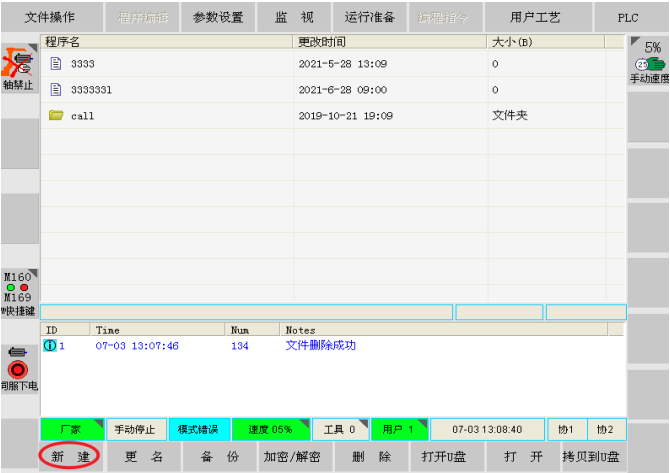 文件操作 程序编辑 参数设置 监 视 运行准备 编程指令 用户工艺 PLC
程序名 更改时间 大小(B)
3333 2021-5-28 13:09 0
3333331 2021-6-28 09:00 0
call 2019-10-21 19:09 文件夹
轴禁止
5%
25
手动速度
M160
M169
M快捷键
伺服下电
ID Time Num Notes
1 07-03 13:07:46 134 文件删除成功
厂家 手动停止 模式错误 速度 05% 工具 0 用户 1 07-03 13:08:40 协1 协2
新 建 更 名 备 份 加密/解密 删 除 打开U盘 打 开 拷贝到U盘